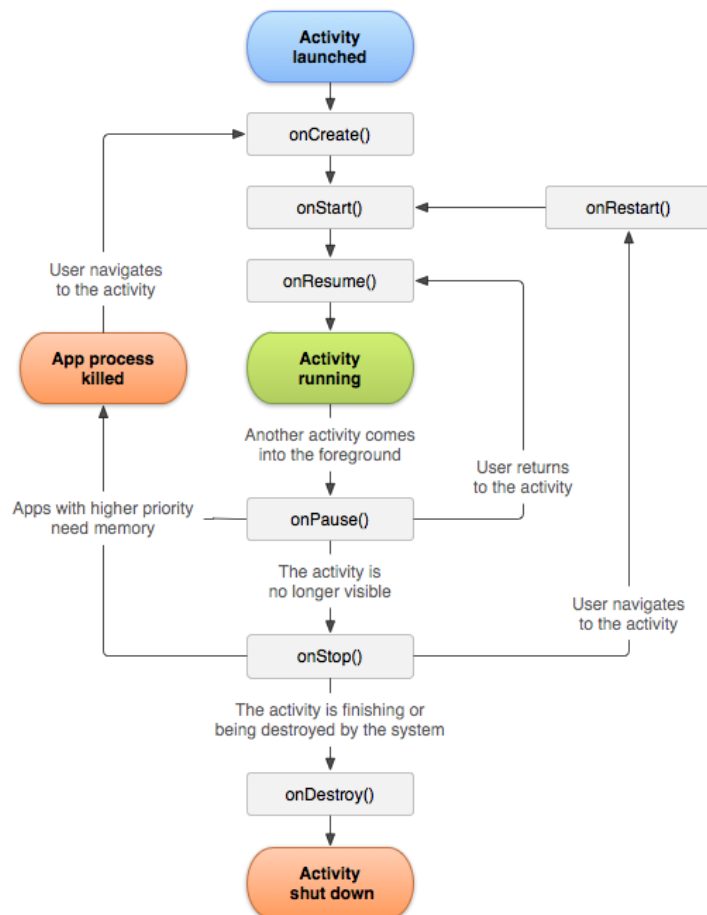 Activity
launched
onCreate()
onStart()
onRestart()
User navigates
to the activity
onResume()
App process
killed
Activity
running
Another activity comes
into the foreground
User returns
to the activity
Apps with higher priority
need memory
onPause()
The activity is
no longer visible
User navigates
to the activity
onStop()
The activity is finishing or
being destroyed by the system
onDestroy()
Activity
shut down